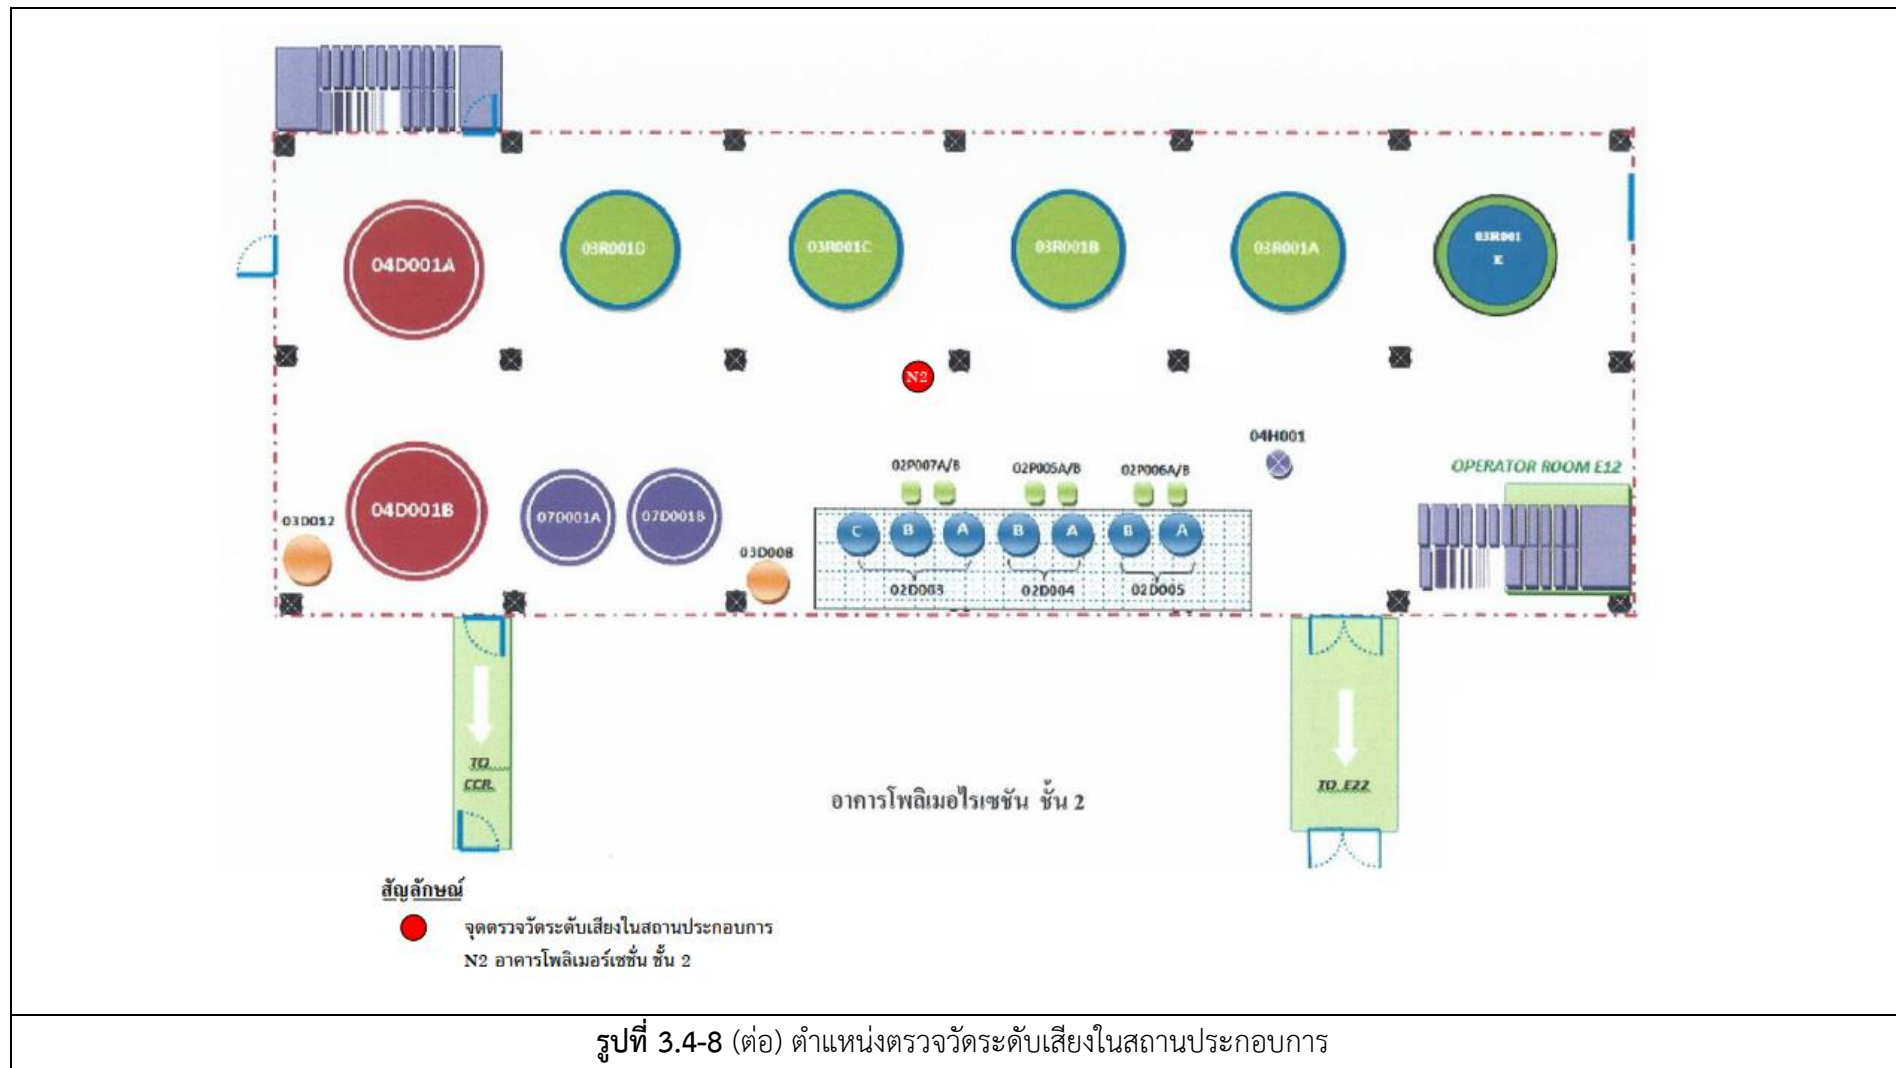 04D001A
03R001D
03R001C
03R001B
03R001A
03R001
E
N2
04H001
02P007A/B
02P005A/B
02P006A/B
OPERATOR ROOM E12
03D012
04D001B
07D001A
07D001B
03D008
C B A B A B A
02D003
02D004
02D005
TO
CCR
TO E22
อาคารโพลิเมอไรเซชัน ชั้น 2
สัญลักษณ์
จุดตรวจวัดระดับเสียงในสถานประกอบการ
N2 อาคารโพลิเมอร์เซชั่น ชั้น 2
รูปที่ 3.4-8 (ต่อ) ตำแหน่งตรวจวัดระดับเสียงในสถานประกอบการ